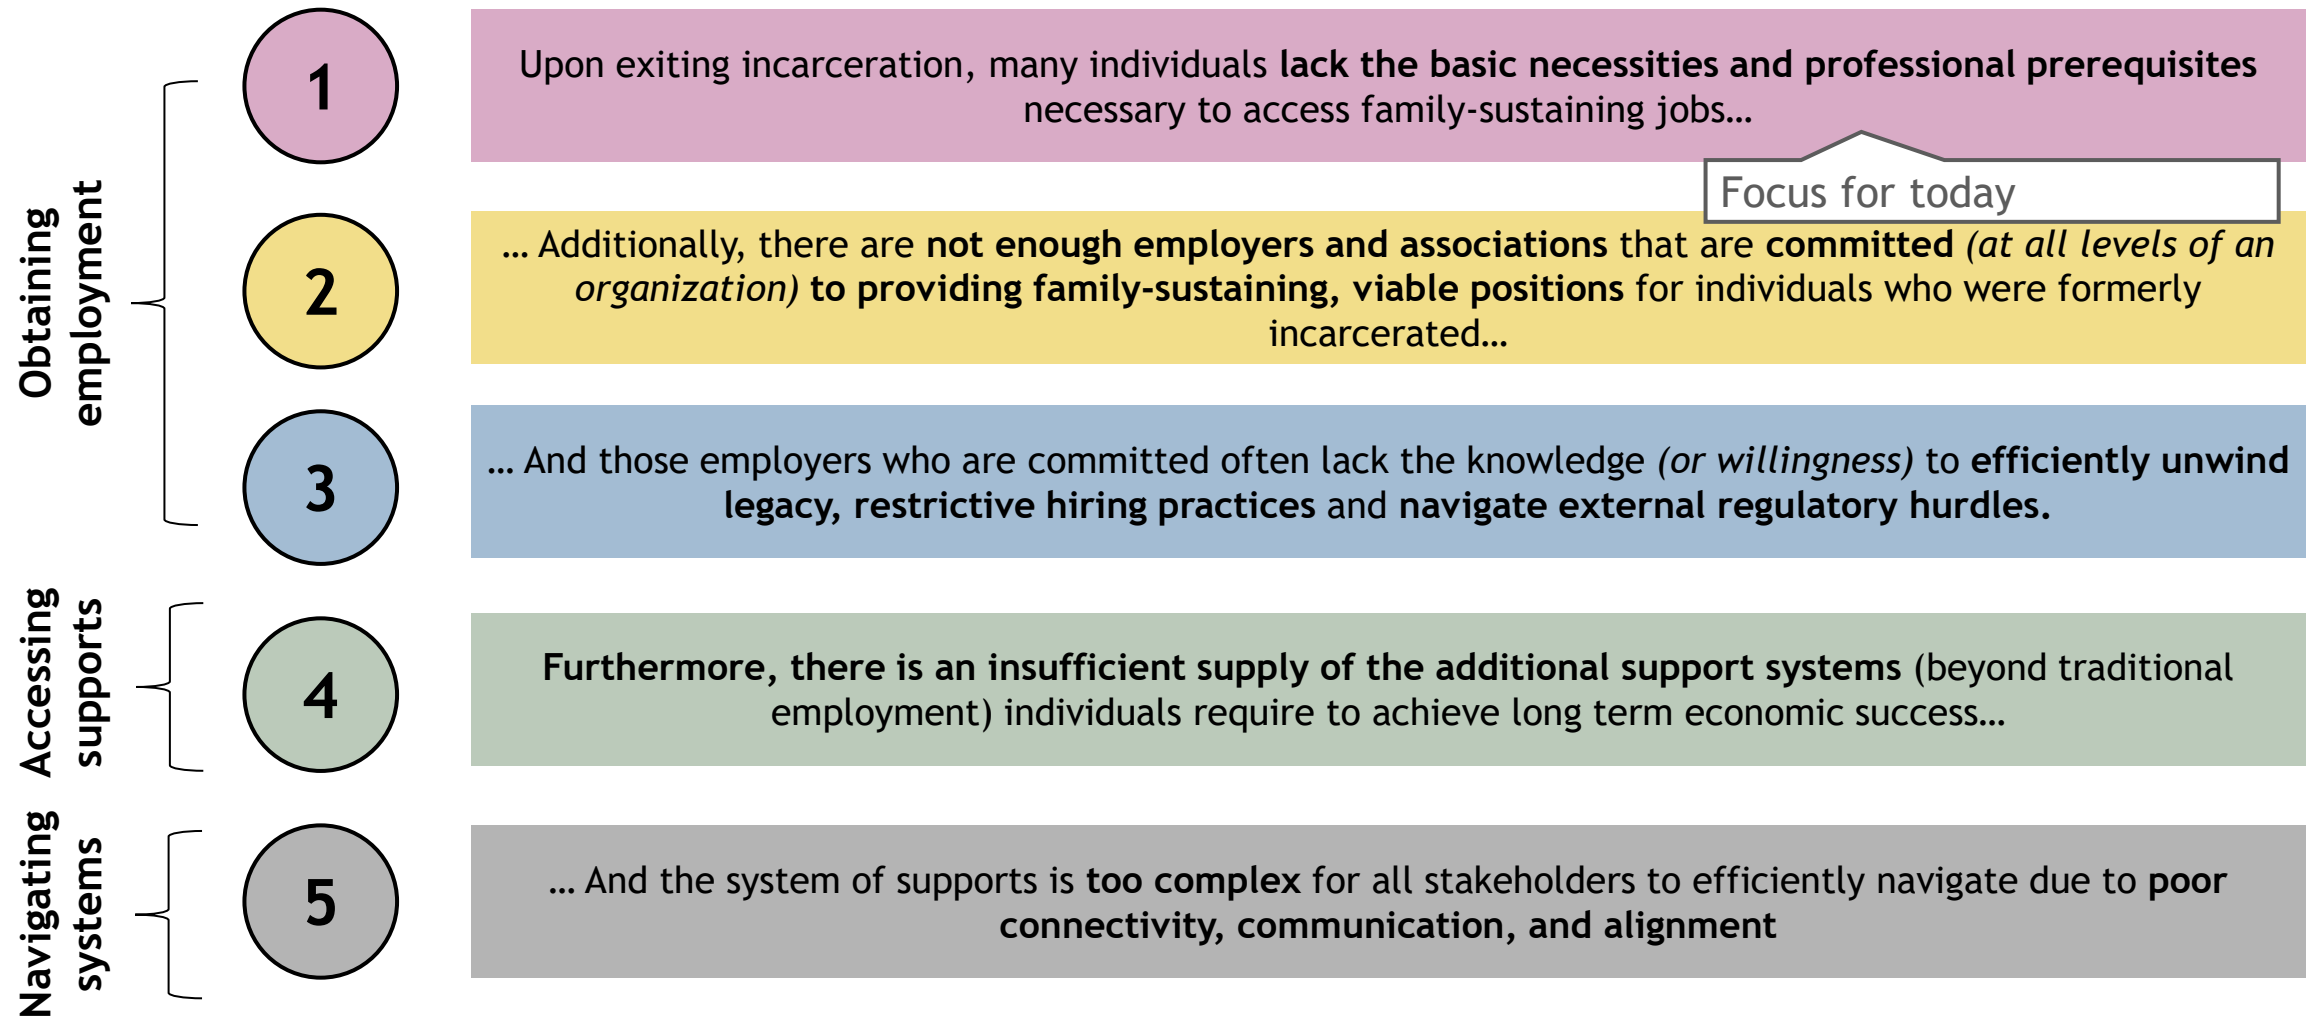 Obtaining
employment
1
Upon exiting incarceration, many individuals lack the basic necessities and professional prerequisites
necessary to access family-sustaining jobs…
Focus for today
2
… Additionally, there are not enough employers and associations that are committed (at all levels of an
organization) to providing family-sustaining, viable positions for individuals who were formerly
incarcerated…
3
… And those employers who are committed often lack the knowledge (or willingness) to efficiently unwind
legacy, restrictive hiring practices and navigate external regulatory hurdles.
Accessing
supports
4
Furthermore, there is an insufficient supply of the additional support systems (beyond traditional
employment) individuals require to achieve long term economic success…
Navigating
systems
5
… And the system of supports is too complex for all stakeholders to efficiently navigate due to poor
connectivity, communication, and alignment